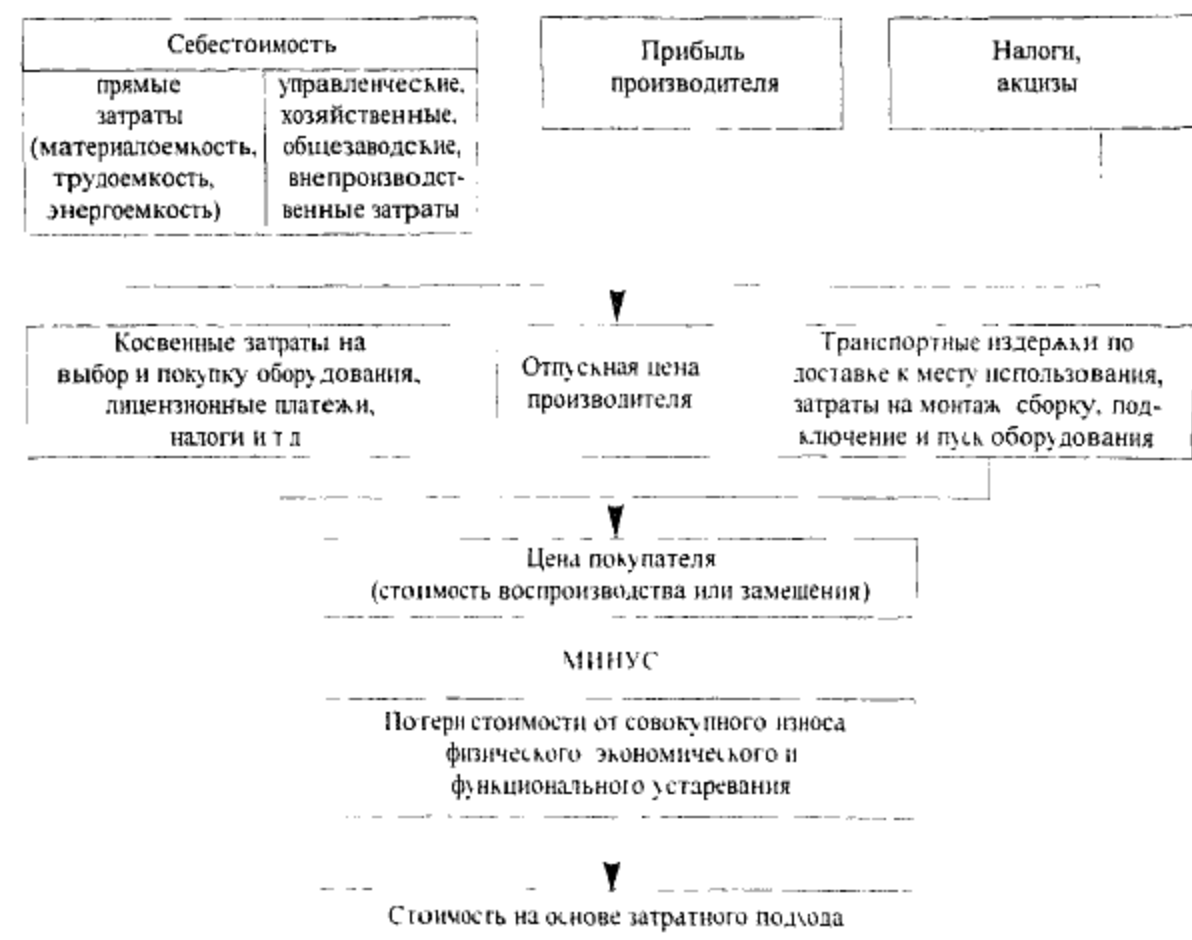 Себестоимость
прямые
затраты
(материалоемкость,
трудоемкость,
энергоемкость)
управленческие,
хозяйственные,
общезаводские,
внепроизводст-
венные затраты
Прибыль
производителя
Налоги,
акцизы
Косвенные затраты на
выбор и покупку оборудования,
лицензионные платежи,
налоги и т д
Отпускная цена
производителя
Транспортные издержки по
доставке к месту использования,
затраты на монтаж сборку, под-
ключение и пуск оборудования
Цена покупателя
(стоимость воспроизводства или замещения)
МИНУС
Потери стоимости от совокупного износа
физического экономического и
функционального устаревания
Стоимость на основе затратного подхода